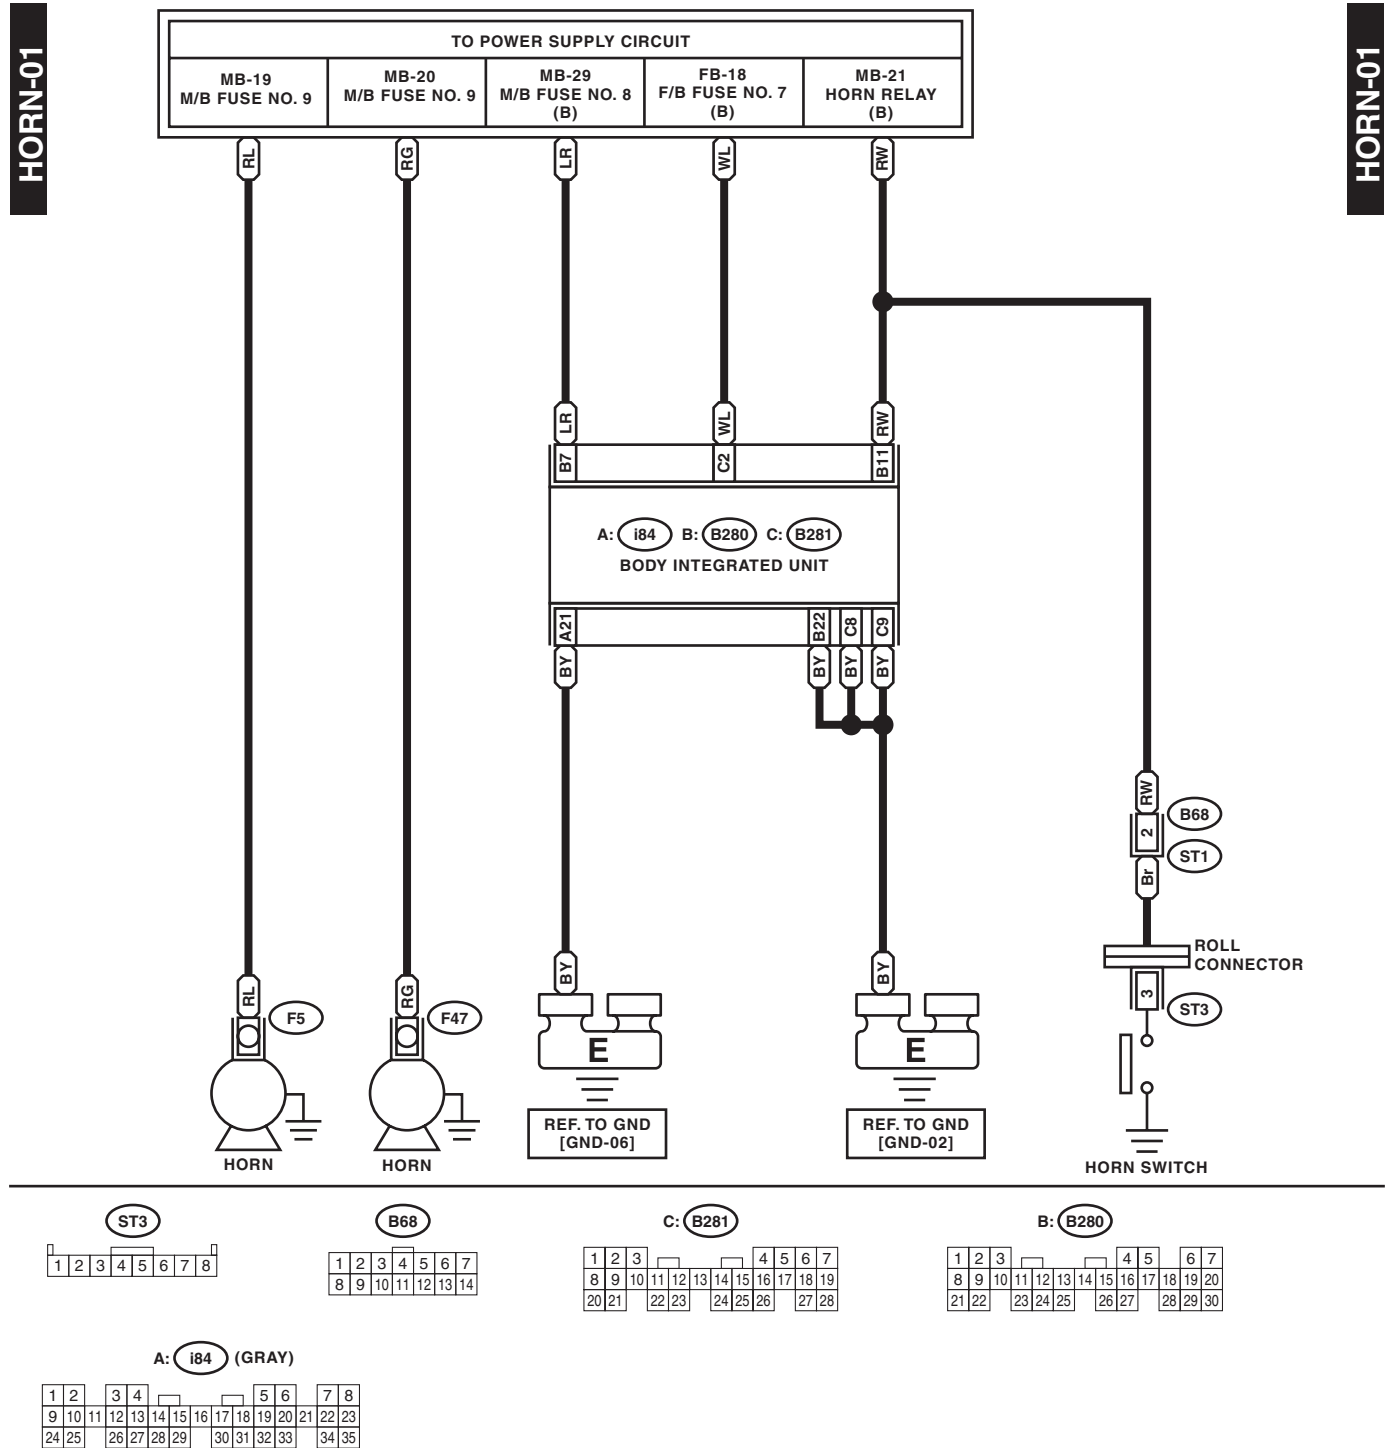 HORN-01
HORN-01
TO POWER SUPPLY CIRCUIT
MB-19
M/B FUSE NO. 9
MB-20
M/B FUSE NO. 9
MB-29
M/B FUSE NO. 8
(B)
FB-18
F/B FUSE NO. 7
(B)
MB-21
HORN RELAY
(B)
RL
RG
LR
WL
RW
LR
WL
RW
B7
C2
B11
A: i84 B: B280 C: B281
BODY INTEGRATED UNIT
A21
B22
C8
C9
BY
BY
BY
BY
RW
2
B68
ST1
Br
ROLL
CONNECTOR
3
ST3
RL
F5
RG
F47
BY
E
BY
E
REF. TO GND
[GND-06]
REF. TO GND
[GND-02]
HORN
HORN
HORN SWITCH
ST3
1 2 3 4 5 6 7 8
B68
1 2 3 4 5 6 7
8 9 10 11 12 13 14
C: B281
1 2 3 4 5 6 7
8 9 10 11 12 13 14 15 16 17 18 19
20 21 22 23 24 25 26 27 28
B: B280
1 2 3 4 5 6 7
8 9 10 11 12 13 14 15 16 17 18 19 20
21 22 23 24 25 26 27 28 29 30
A: i84 (GRAY)
1 2 3 4 5 6 7 8
9 10 11 12 13 14 15 16 17 18 19 20 21 22 23
24 25 26 27 28 29 30 31 32 33 34 35